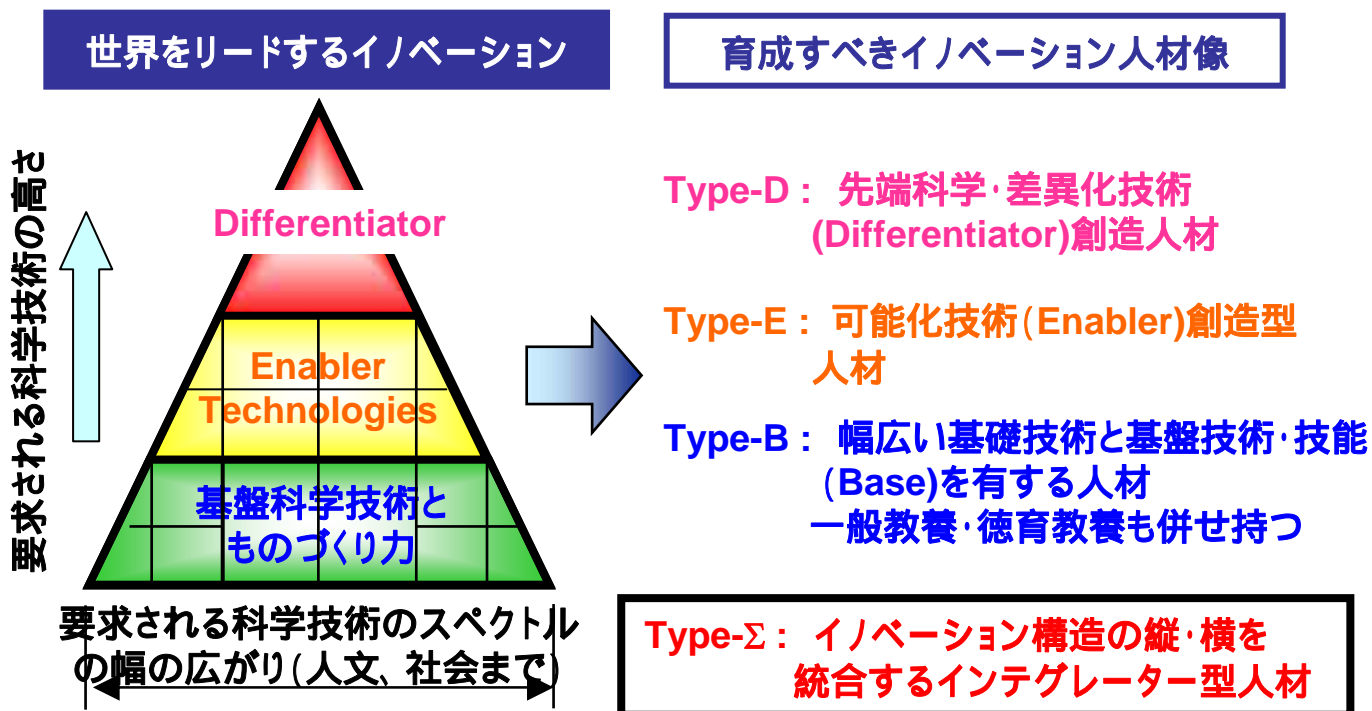 世界をリードするイノベーション
育成すべきイノベーション人材像
要求される科学技術の高さ
Differentiator
Enabler
Technologies
基盤科学技術と
ものづくり力
要求される科学技術のスペクトル
の幅の広がり(人文、社会まで)
Type-D : 先端科学・差異化技術
(Differentiator)創造人材
Type-E : 可能化技術(Enabler)創造型
人材
Type-B : 幅広い基礎技術と基盤技術・技能
(Base)を有する人材
一般教養・徳育教養も併せ持つ
Type-Σ : イノベーション構造の縦・横を
統合するインテグレーター型人材